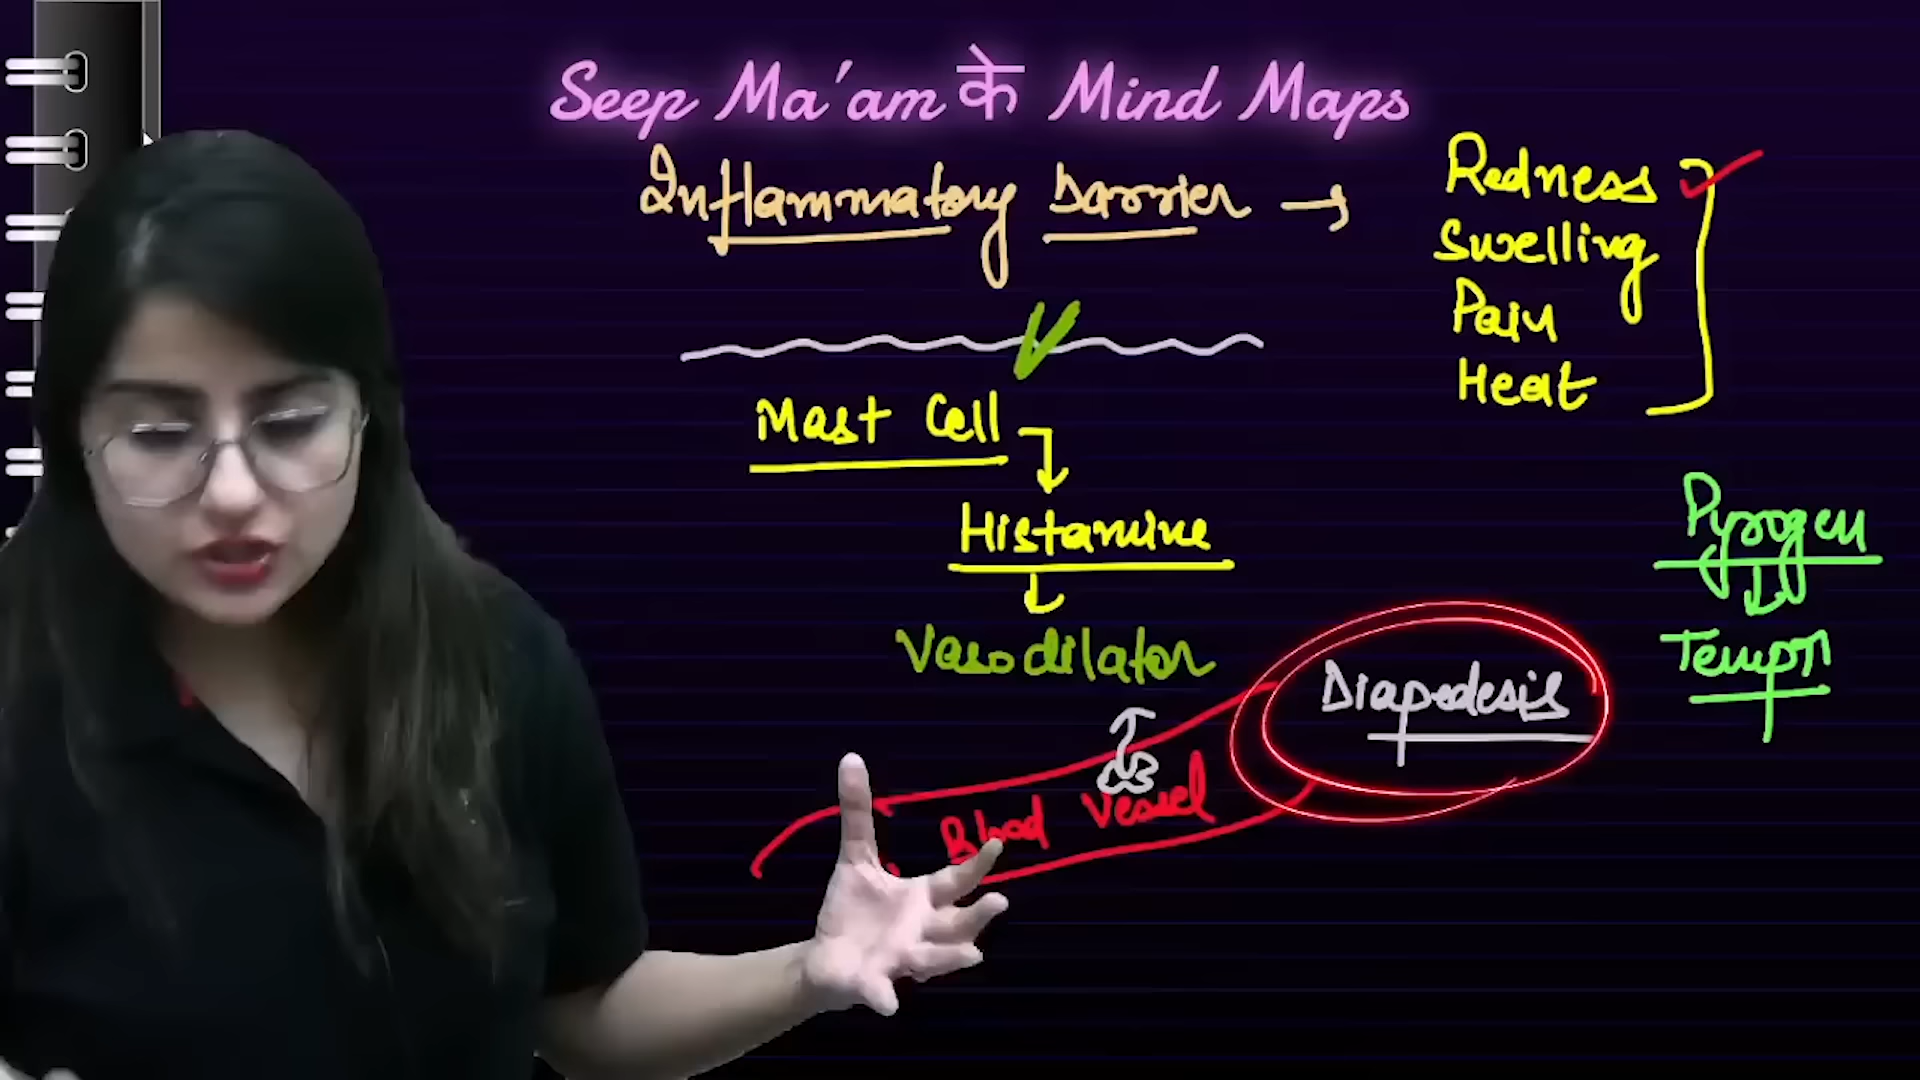 Seep Ma'am के Mind Maps
Inflammatory Barrier →
Redness
Swelling
Pain
Heat
Mast Cell
Histamine
Vasodilator
Blood Vessel
Diapedesis
Pyrogen
↓
Tempr